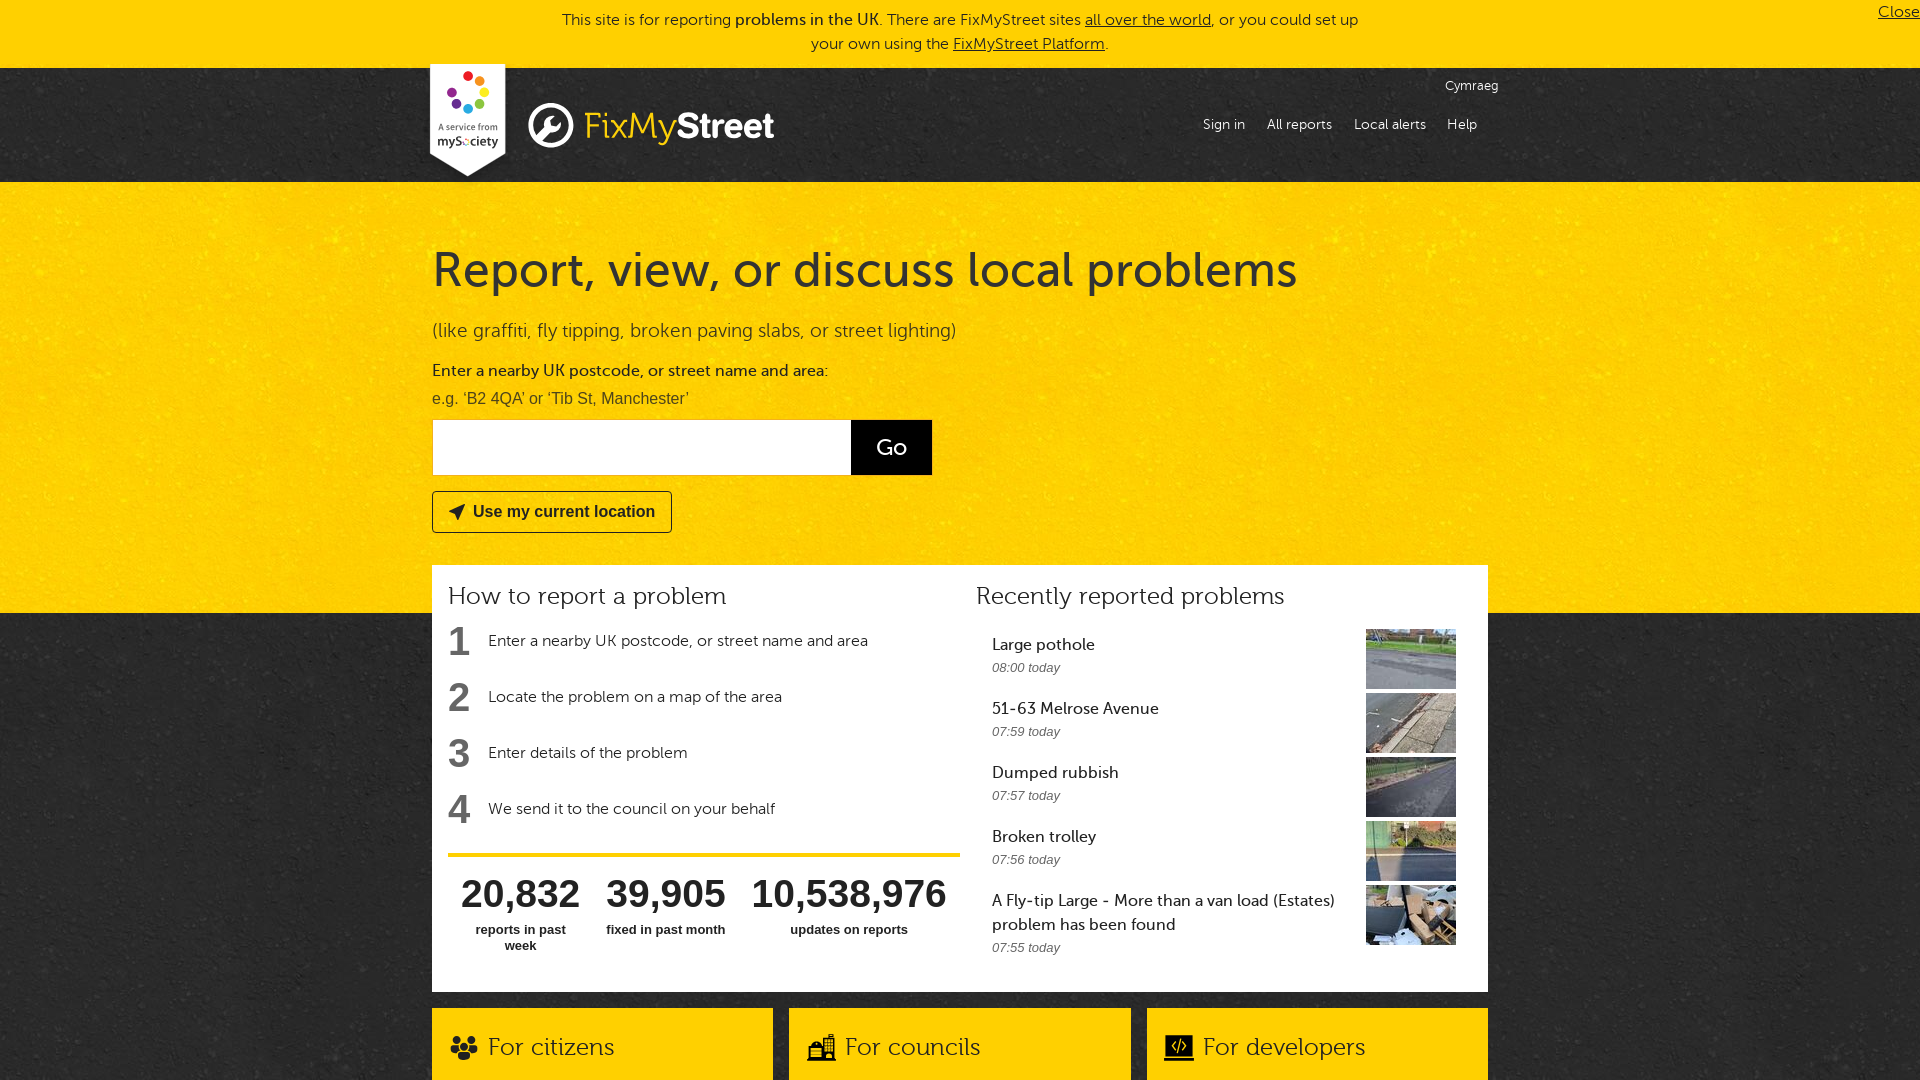 This site is for reporting problems in the UK. There are FixMyStreet sites all over the world, or you could set up
your own using the FixMyStreet Platform.
Close
A service from
mySociety
FixMyStreet
Cymraeg
Sign in
All reports
Local alerts
Help
Report, view, or discuss local problems
(like graffiti, fly tipping, broken paving slabs, or street lighting)
Enter a nearby UK postcode, or street name and area:
e.g. ‘B2 4QA’ or ‘Tib St, Manchester’
Go
Use my current location
How to report a problem
1 Enter a nearby UK postcode, or street name and area
2 Locate the problem on a map of the area
3 Enter details of the problem
4 We send it to the council on your behalf
20,832
reports in past
week
39,905
fixed in past month
10,538,976
updates on reports
Recently reported problems
Large pothole
08:00 today
51-63 Melrose Avenue
07:59 today
Dumped rubbish
07:57 today
Broken trolley
07:56 today
A Fly-tip Large - More than a van load (Estates)
problem has been found
07:55 today
For citizens
For councils
For developers